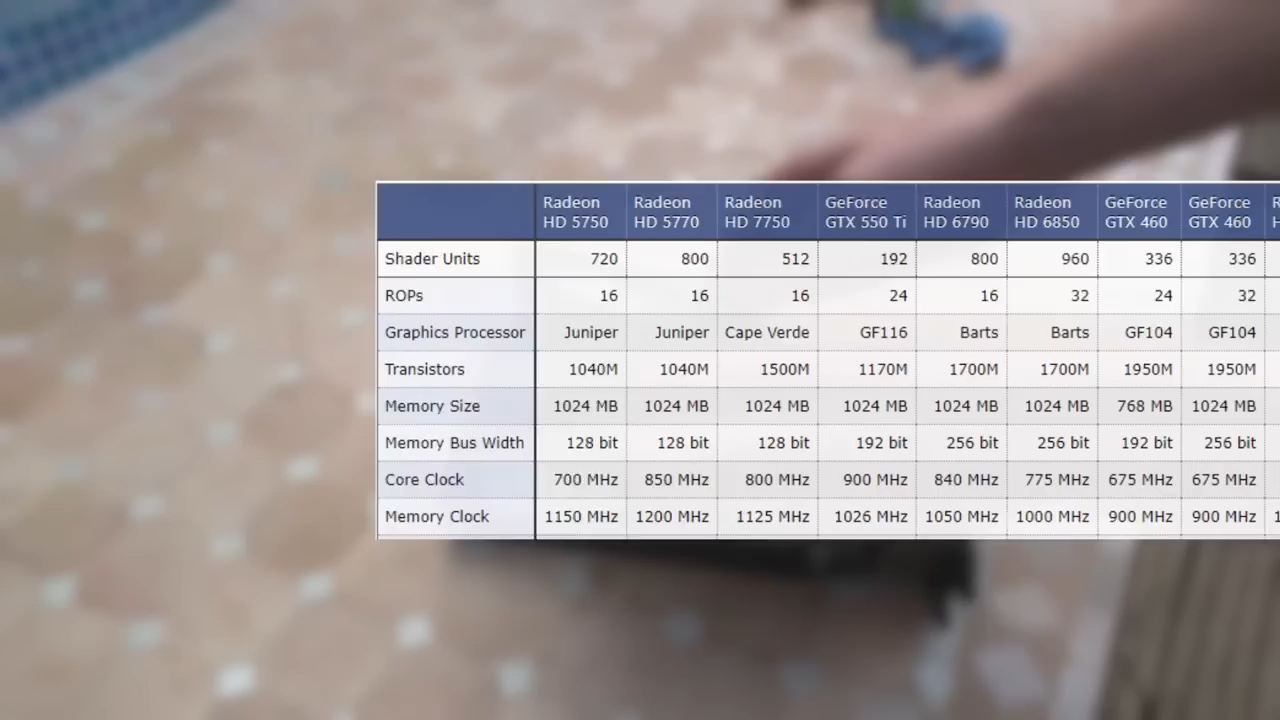 Radeon HD 5750 Radeon HD 5770 Radeon HD 7750 GeForce GTX 550 Ti Radeon HD 6790 Radeon HD 6850 GeForce GTX 460 GeForce GTX 460
Shader Units 720 800 512 192 800 960 336 336
ROPs 16 16 16 24 16 32 24 32
Graphics Processor Juniper Juniper Cape Verde GF116 Barts Barts GF104 GF104
Transistors 1040M 1040M 1500M 1170M 1700M 1700M 1950M 1950M
Memory Size 1024 MB 1024 MB 1024 MB 1024 MB 1024 MB 1024 MB 768 MB 1024 MB
Memory Bus Width 128 bit 128 bit 128 bit 192 bit 256 bit 256 bit 192 bit 256 bit
Core Clock 700 MHz 850 MHz 800 MHz 900 MHz 840 MHz 775 MHz 675 MHz 675 MHz
Memory Clock 1150 MHz 1200 MHz 1125 MHz 1026 MHz 1050 MHz 1000 MHz 900 MHz 900 MHz